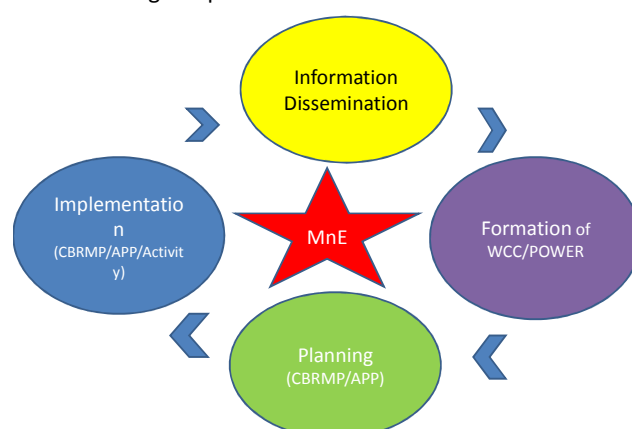 Information
Dissemination
Implementatio
n
(CBRMP/APP/Activit
y)
MnE
Formation of
WCC/POWER
Planning
(CBRMP/APP)